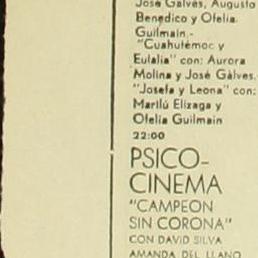 José Gálves, Augusto
Benedico y Ofelia
Guilmain.-
"Cuahutémoc y
Eulalia" con: Aurora
Molina y José Gálves.
"Josefa y Leona" con:
Marilú Elizaga y
Ofelia Guilmain
22:00
PSICO-
CINEMA
"CAMPEON
SIN CORONA"
CON DAVID SILVA
AMANDA DEL LLANO